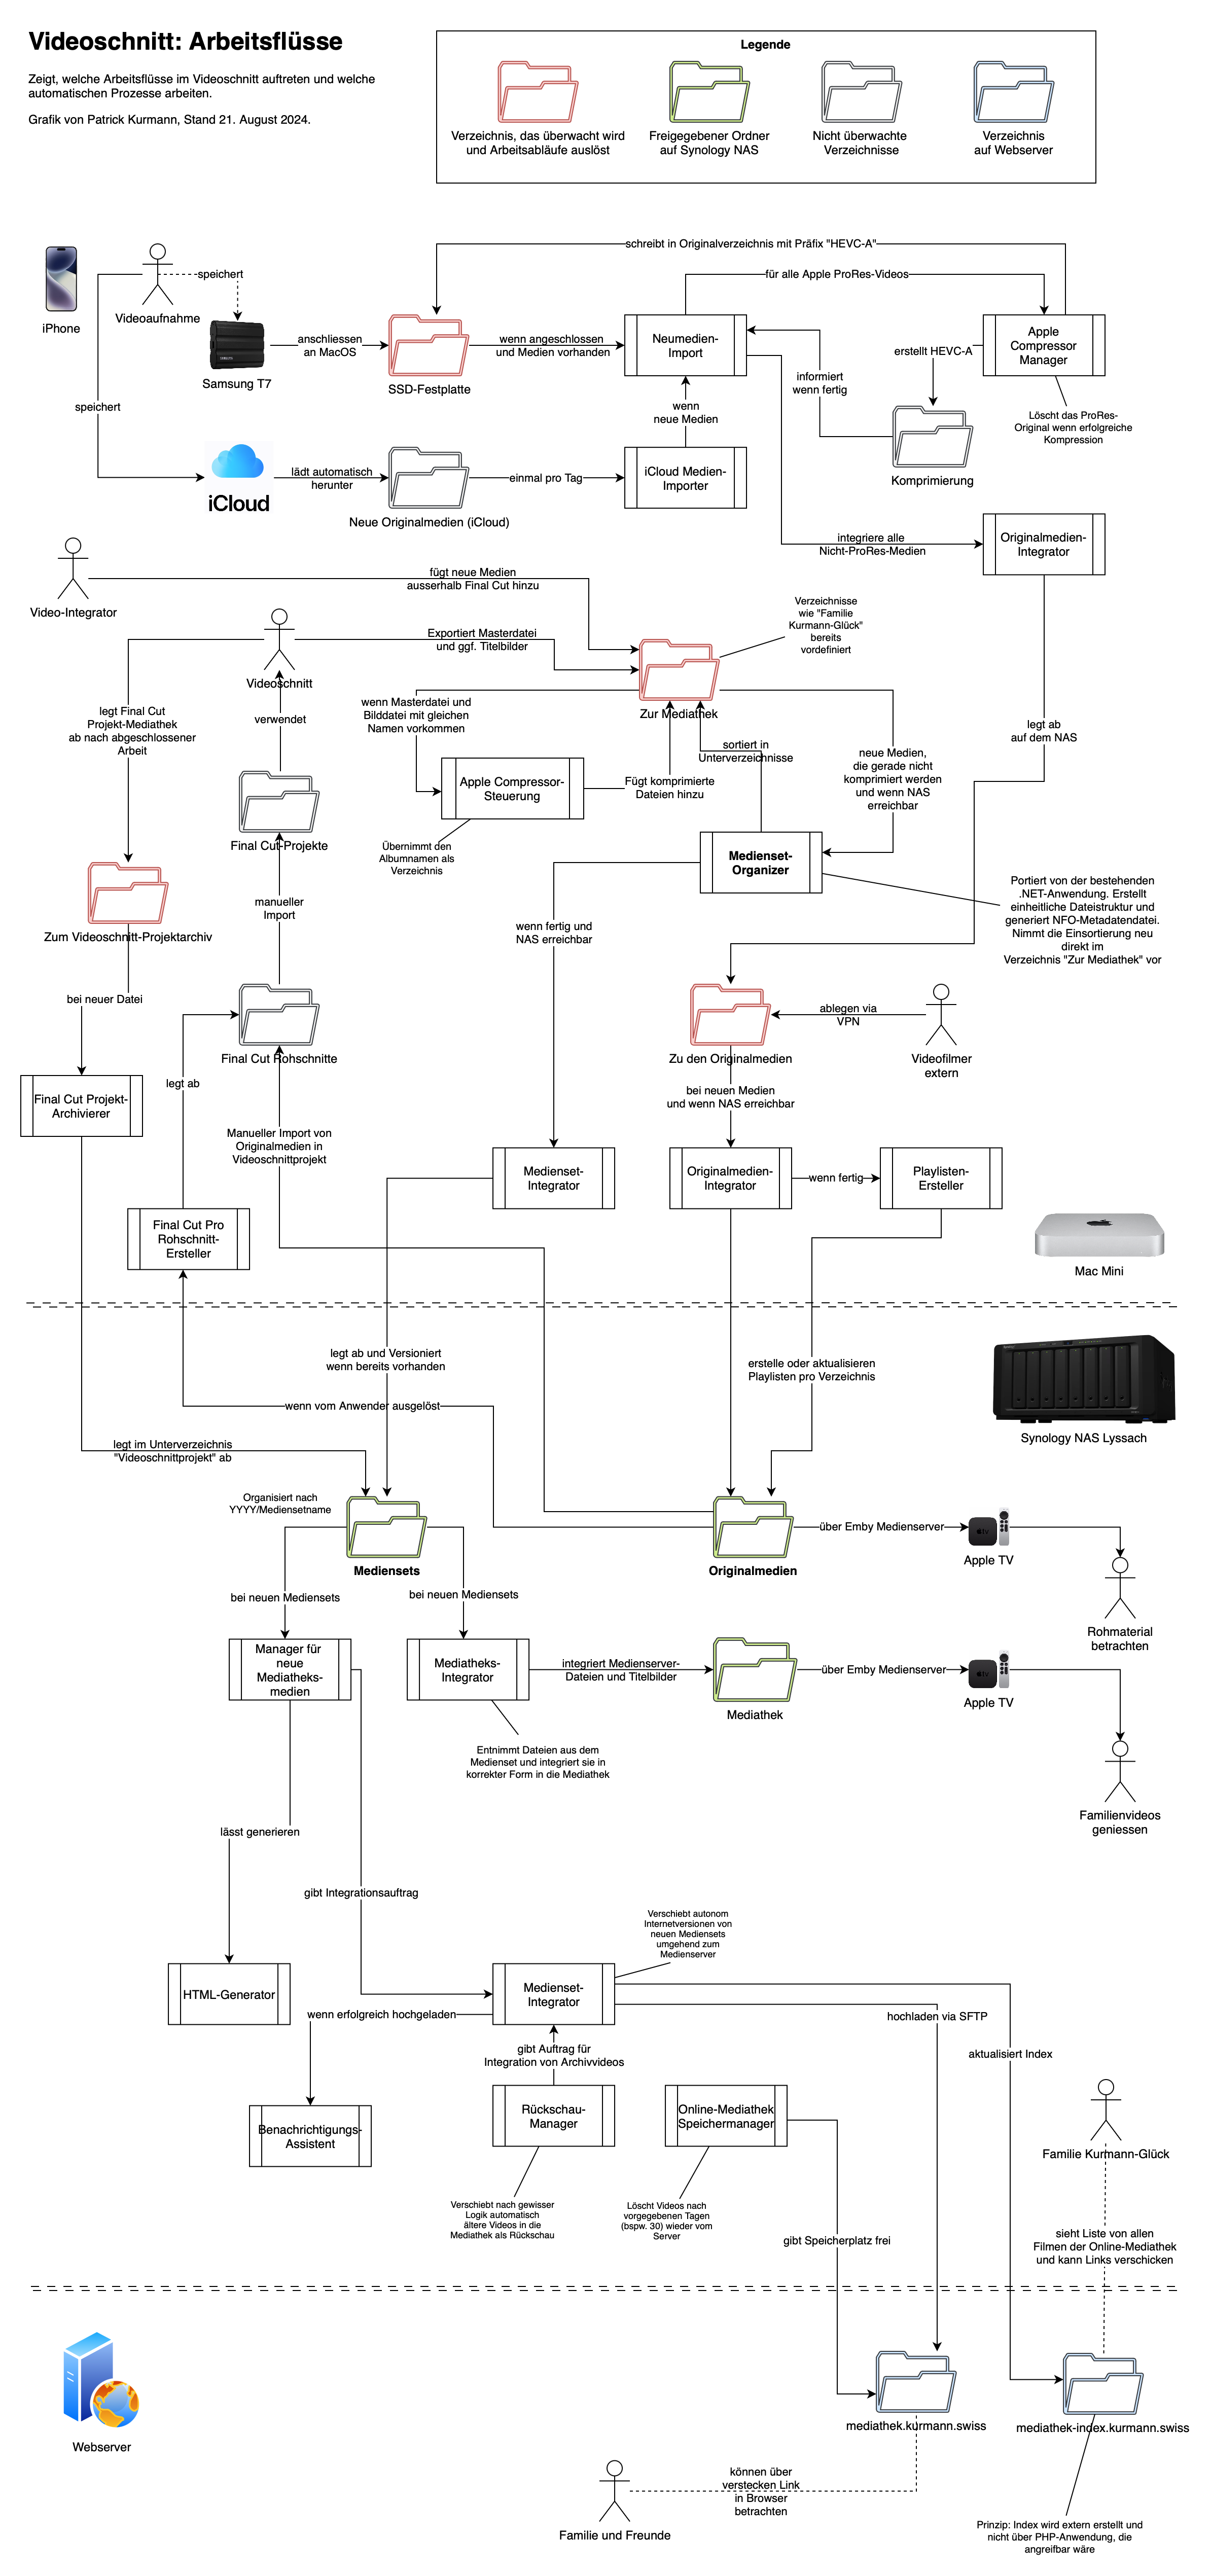 Videoschnitt: Arbeitsflüsse
Zeigt, welche Arbeitsflüsse im Videoschnitt auftreten und welche
automatischen Prozesse arbeiten.
Grafik von Patrick Kurmann, Stand 21. August 2024.
Legende
Verzeichnis, das überwacht wird
und Arbeitsabläufe auslöst
Freigegebener Ordner
auf Synology NAS
Nicht überwachte
Verzeichnisse
Verzeichnis
auf Webserver
schreibt in Originalverzeichnis mit Präfix "HEVC-A"
speichert
für alle Apple ProRes-Videos
iPhone
Videoaufnahme
Samsung T7
anschliessen
an MacOS
SSD-Festplatte
wenn angeschlossen
und Medien vorhanden
Neumedien-
Import
erstellt HEVC-A
Apple
Compressor
Manager
informiert
wenn fertig
Löscht das ProRes-
Original wenn erfolgreiche
Kompression
speichert
wenn
neue Medien
Komprimierung
iCloud
lädt automatisch
herunter
Neue Originalmedien (iCloud)
einmal pro Tag
iCloud Medien-
Importer
integriere alle
Nicht-ProRes-Medien
Originalmedien-
Integrator
Video-Integrator
fügt neue Medien
ausserhalb Final Cut hinzu
Verzeichnisse
wie "Familie
Kurmann-Glück"
bereits
vordefiniert
Videoschnitt
Exportiert Masterdatei
und ggf. Titelbilder
Zur Mediathek
legt Final Cut
Projekt-Mediathek
ab nach abgeschlossener
Arbeit
verwendet
wenn Masterdatei und
Bilddatei mit gleichen
Namen vorkommen
sortiert in
Unterverzeichnisse
neue Medien,
die gerade nicht
komprimiert werden
und wenn NAS
erreichbar
legt ab
auf dem NAS
Apple Compressor-
Steuerung
Fügt komprimierte
Dateien hinzu
Final Cut-Projekte
Übernimmt den
Albumnamen als
Verzeichnis
Medienset-
Organizer
Portiert von der bestehenden
.NET-Anwendung. Erstellt
einheitliche Dateistruktur und
generiert NFO-Metadatendatei.
Nimmt die Einsortierung neu
direkt im
Verzeichnis "Zur Mediathek" vor
Zum Videoschnitt-Projektarchiv
manueller
Import
wenn fertig und
NAS erreichbar
bei neuer Datei
Final Cut Rohschnitte
Zu den Originalmedien
ablegen via
VPN
Videofilmer
extern
legt ab
Final Cut Projekt-
Archivierer
bei neuen Medien
und wenn NAS erreichbar
Manueller Import von
Originalmedien in
Videoschnittprojekt
Medienset-
Integrator
Originalmedien-
Integrator
wenn fertig
Playlisten-
Ersteller
Final Cut Pro
Rohschnitt-
Ersteller
Mac Mini
legt ab und Versioniert
wenn bereits vorhanden
erstelle oder aktualisieren
Playlisten pro Verzeichnis
wenn vom Anwender ausgelöst
Synology NAS Lyssach
legt im Unterverzeichnis
"Videoschnittprojekt" ab
Organisiert nach
YYYY/Mediensetname
Mediensets
Originalmedien
über Emby Medienserver
tv
Apple TV
bei neuen Mediensets
bei neuen Mediensets
Rohmaterial
betrachten
Manager für
neue
Mediatheks-
medien
Mediatheks-
Integrator
integriert Medienserver-
Dateien und Titelbilder
Mediathek
über Emby Medienserver
tv
Apple TV
Entnimmt Dateien aus dem
Medienset und integriert sie in
korrekter Form in die Mediathek
Familienvideos
geniessen
lässt generieren
gibt Integrationsauftrag
Verschiebt autonom
Internetversionen von
neuen Mediensets
umgehend zum
Medienserver
HTML-Generator
Medienset-
Integrator
wenn erfolgreich hochgeladen
hochladen via SFTP
gibt Auftrag für
Integration von Archivvideos
aktualisiert Index
Benachrichtigungs-
Assistent
Rückschau-
Manager
Online-Mediathek
Speichermanager
Familie Kurmann-Glück
Verschiebt nach gewisser
Logik automatisch
ältere Videos in die
Mediathek als Rückschau
Löscht Videos nach
vorgegebenen Tagen
(bspw. 30) wieder vom
Server
gibt Speicherplatz frei
sieht Liste von allen
Filmen der Online-Mediathek
und kann Links verschicken
Webserver
mediathek.kurmann.swiss
mediathek-index.kurmann.swiss
Familie und Freunde
können über
verstecken Link
in Browser
betrachten
Prinzip: Index wird extern erstellt und
nicht über PHP-Anwendung, die
angreifbar wäre